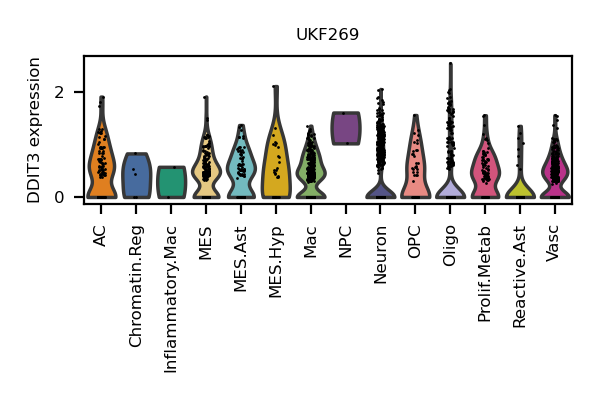 UKF269
DDIT3 expression
2
0
AC
Chromatin.Reg
Inflammatory.Mac
MES
MES.Ast
MES.Hyp
Mac
NPC
Neuron
OPC
Oligo
Prolif.Metab
Reactive.Ast
Vasc